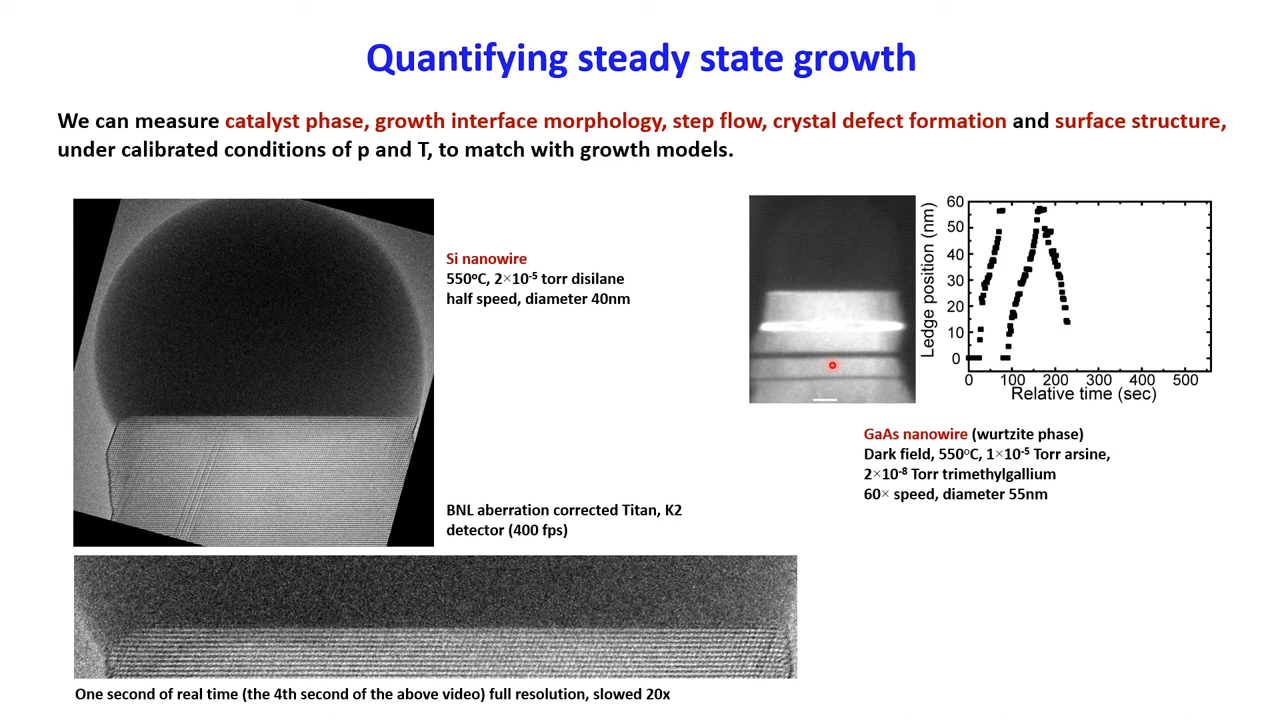 Quantifying steady state growth
We can measure catalyst phase, growth interface morphology, step flow, crystal defect formation and surface structure,
under calibrated conditions of p and T, to match with growth models.
Si nanowire
550°C, 2×10⁻⁵ torr disilane
half speed, diameter 40nm
BNL aberration corrected Titan, K2
detector (400 fps)
One second of real time (the 4th second of the above video) full resolution, slowed 20x
Ledge position (nm)
60
50
40
30
20
10
0
0 100 200 300 400 500
Relative time (sec)
GaAs nanowire (wurtzite phase)
Dark field, 550°C, 1×10⁻⁵ Torr arsine,
2×10⁻⁸ Torr trimethylgallium
60× speed, diameter 55nm